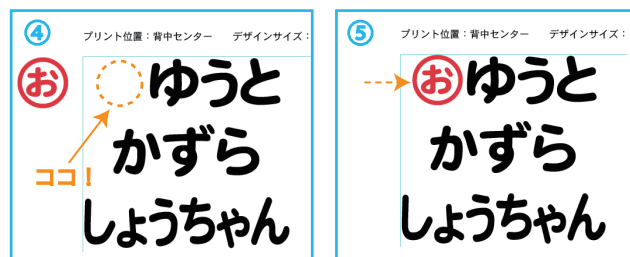 ④
プリント位置：背中センター　デザインサイズ：
お
ゆうと
かずら
しょうちゃん
ココ！
⑤
プリント位置：背中センター　デザインサイズ：
おゆうと
かずら
しょうちゃん